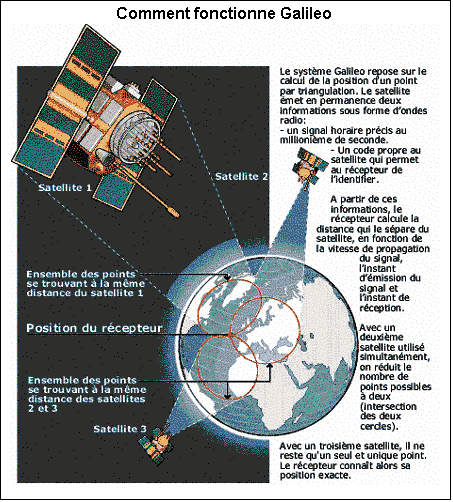 Comment fonctionne Galileo
Le système Galileo repose sur le
calcul de la position d'un point
par triangulation. Le satellite
émet en permanence deux
informations sous forme d'ondes
radio:
- un signal horaire précis au
millionième de seconde.
- Un code propre au
satellite qui permet
au récepteur de
l'identifier.
A partir de ces
informations, le
récepteur calcule la
distance qui le sépare du
satellite, en fonction de
la vitesse de propagation
du signal,
l'instant
d'émission du
signal et
l'instant de
réception.
Avec un
deuxième
satellite utilisé
simultanément,
on réduit le
nombre de
points possibles
à deux
(intersection
des deux
cercles).
Avec un troisième satellite, il ne
reste qu'un seul et unique point.
Le récepteur connaît alors sa
position exacte.
Satellite 1
Satellite 2
Ensemble des points
se trouvant à la même
distance du satellite 1
Position du récepteur
Ensemble des points
se trouvant à la même
distance des satellites
2 et 3
Satellite 3